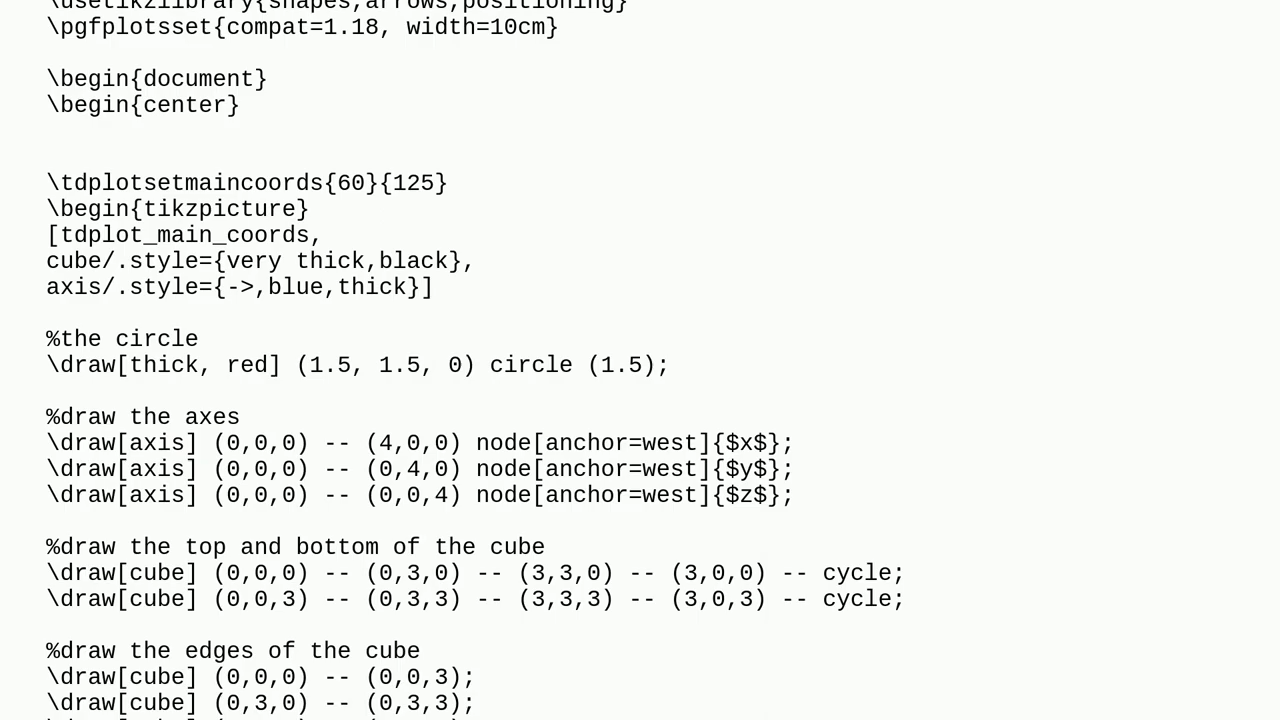 \usetikzlibrary{shapes,arrows,positioning}
\pgfplotsset{compat=1.18, width=10cm}
\begin{document}
\begin{center}
\tdplotsetmaincoords{60}{125}
\begin{tikzpicture}
[tdplot_main_coords,
cube/.style={very thick,black},
axis/.style={->,blue,thick}]
%the circle
\draw[thick, red] (1.5, 1.5, 0) circle (1.5);
%draw the axes
\draw[axis] (0,0,0) -- (4,0,0) node[anchor=west]{$x$};
\draw[axis] (0,0,0) -- (0,4,0) node[anchor=west]{$y$};
\draw[axis] (0,0,0) -- (0,0,4) node[anchor=west]{$z$};
%draw the top and bottom of the cube
\draw[cube] (0,0,0) -- (0,3,0) -- (3,3,0) -- (3,0,0) -- cycle;
\draw[cube] (0,0,3) -- (0,3,3) -- (3,3,3) -- (3,0,3) -- cycle;
%draw the edges of the cube
\draw[cube] (0,0,0) -- (0,0,3);
\draw[cube] (0,3,0) -- (0,3,3);